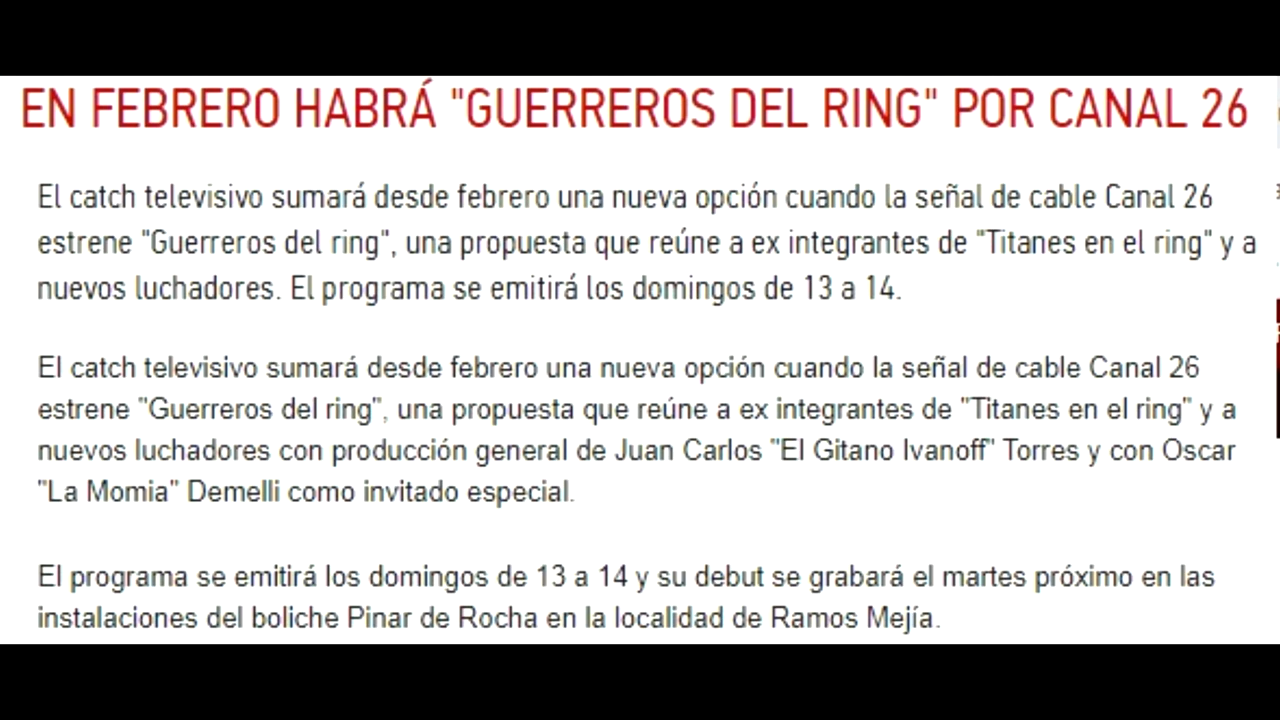 EN FEBRERO HABRÁ "GUERREROS DEL RING" POR CANAL 26
El catch televisivo sumará desde febrero una nueva opción cuando la señal de cable Canal 26
estrene "Guerreros del ring", una propuesta que reúne a ex integrantes de "Titanes en el ring" y a
nuevos luchadores. El programa se emitirá los domingos de 13 a 14.
El catch televisivo sumará desde febrero una nueva opción cuando la señal de cable Canal 26
estrene "Guerreros del ring", una propuesta que reúne a ex integrantes de "Titanes en el ring" y a
nuevos luchadores con producción general de Juan Carlos "El Gitano Ivanoff" Torres y con Oscar
"La Momia" Demelli como invitado especial.
El programa se emitirá los domingos de 13 a 14 y su debut se grabará el martes próximo en las
instalaciones del boliche Pinar de Rocha en la localidad de Ramos Mejía.